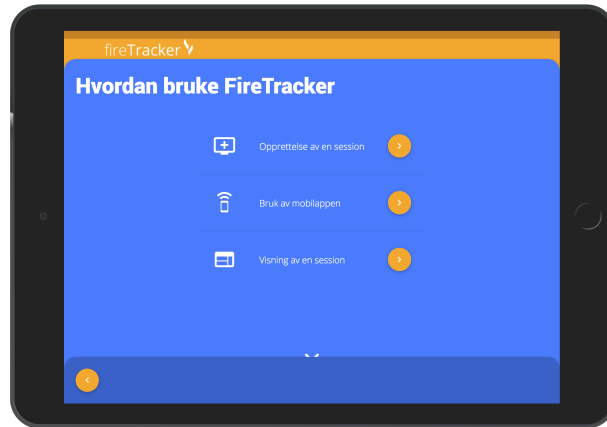 fireTracker
Hvordan bruke FireTracker
Opprettelse av en session
Bruk av mobilappen
Visning av en session